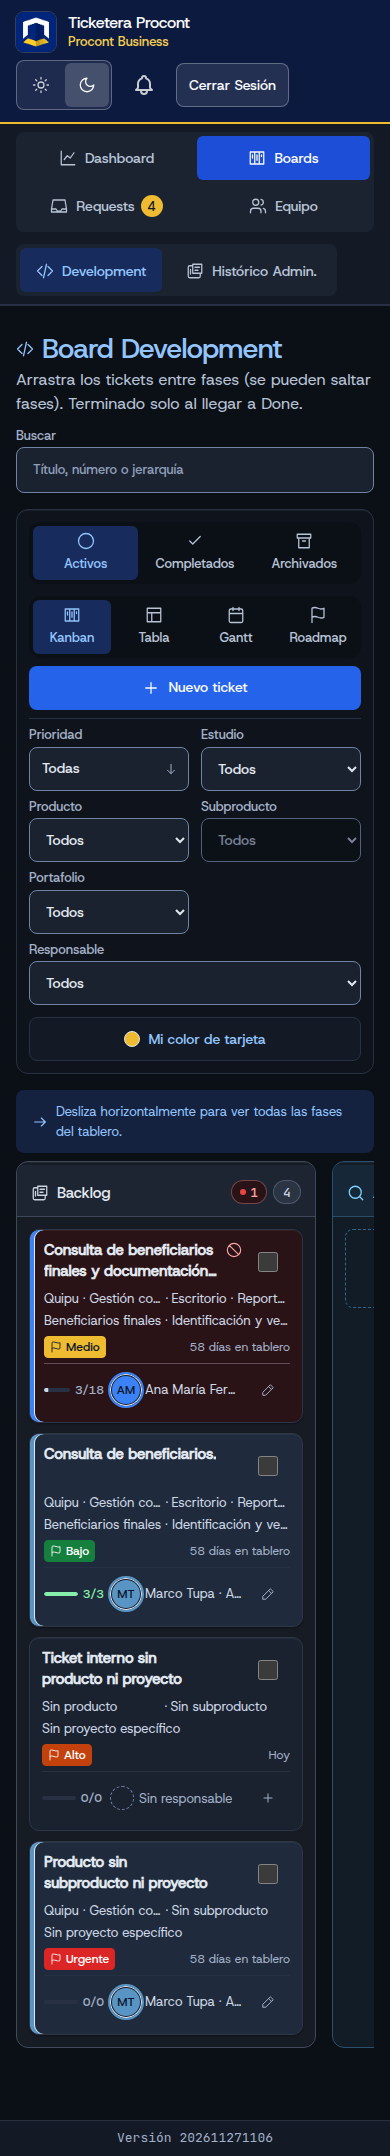 Ticketera Procont
Procont Business
Cerrar Sesión
Dashboard
Boards
Requests 4
Equipo
Development
Histórico Admin.
Board Development
Arrastra los tickets entre fases (se pueden saltar
fases). Terminado solo al llegar a Done.
Buscar
Título, número o jerarquía
Activos
Completados
Archivados
Kanban
Tabla
Gantt
Roadmap
Nuevo ticket
Prioridad
Estudio
Todas
Todos
Producto
Subproducto
Todos
Todos
Portafolio
Todos
Responsable
Todos
Mi color de tarjeta
Desliza horizontalmente para ver todas las fases
del tablero.
Backlog
1
4
Consulta de beneficiarios
finales y documentación…
Quipu · Gestión co… · Escritorio · Report…
Beneficiarios finales · Identificación y ve…
Medio
58 días en tablero
3/18
AM
Ana María Fer…
Consulta de beneficiarios.
Quipu · Gestión co… · Escritorio · Report…
Beneficiarios finales · Identificación y ve…
Bajo
58 días en tablero
3/3
MT
Marco Tupa · A…
Ticket interno sin
producto ni proyecto
Sin producto · Sin subproducto
Sin proyecto específico
Alto
Hoy
0/0
Sin responsable
Producto sin
subproducto ni proyecto
Quipu · Gestión co… · Sin subproducto
Sin proyecto específico
Urgente
58 días en tablero
0/0
MT
Marco Tupa · A…
Versión 202611271106